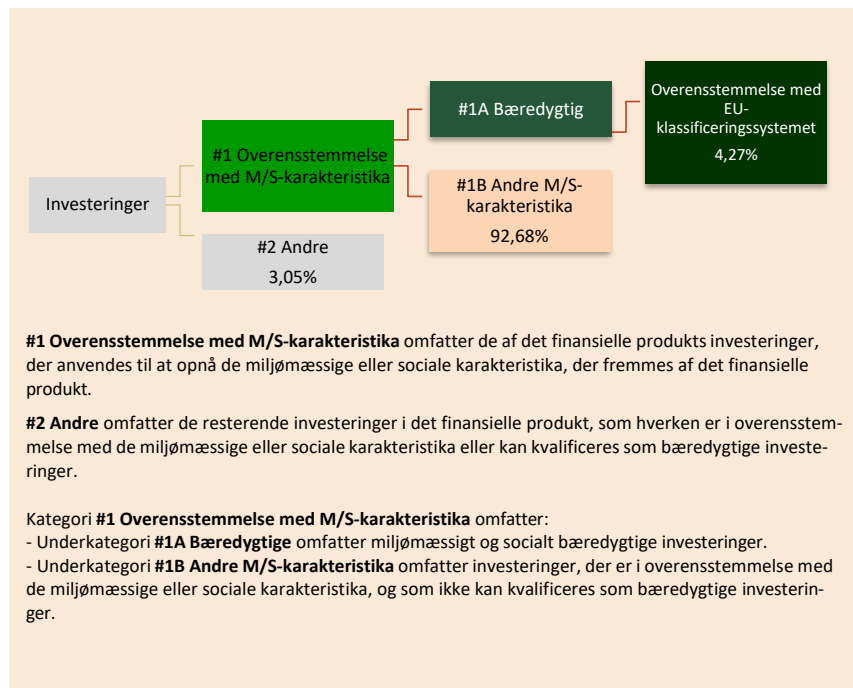 Investeringer
#1 Overensstemmelse
med M/S-karakteristika
#2 Andre
3,05%
#1A Bæredygtig
#1B Andre M/S-
karakteristika
92,68%
Overensstemmelse med
EU-
klassificeringssystemet
4,27%
#1 Overensstemmelse med M/S-karakteristika omfatter de af det finansielle produkts investeringer,
der anvendes til at opnå de miljømæssige eller sociale karakteristika, der fremmes af det finansielle
produkt.
#2 Andre omfatter de resterende investeringer i det finansielle produkt, som hverken er i overensstem-
melse med de miljømæssige eller sociale karakteristika eller kan kvalificeres som bæredygtige investe-
ringer.
Kategori #1 Overensstemmelse med M/S-karakteristika omfatter:
- Underkategori #1A Bæredygtige omfatter miljømæssigt og socialt bæredygtige investeringer.
- Underkategori #1B Andre M/S-karakteristika omfatter investeringer, der er i overensstemmelse med
de miljømæssige eller sociale karakteristika, og som ikke kan kvalificeres som bæredygtige investerin-
ger.